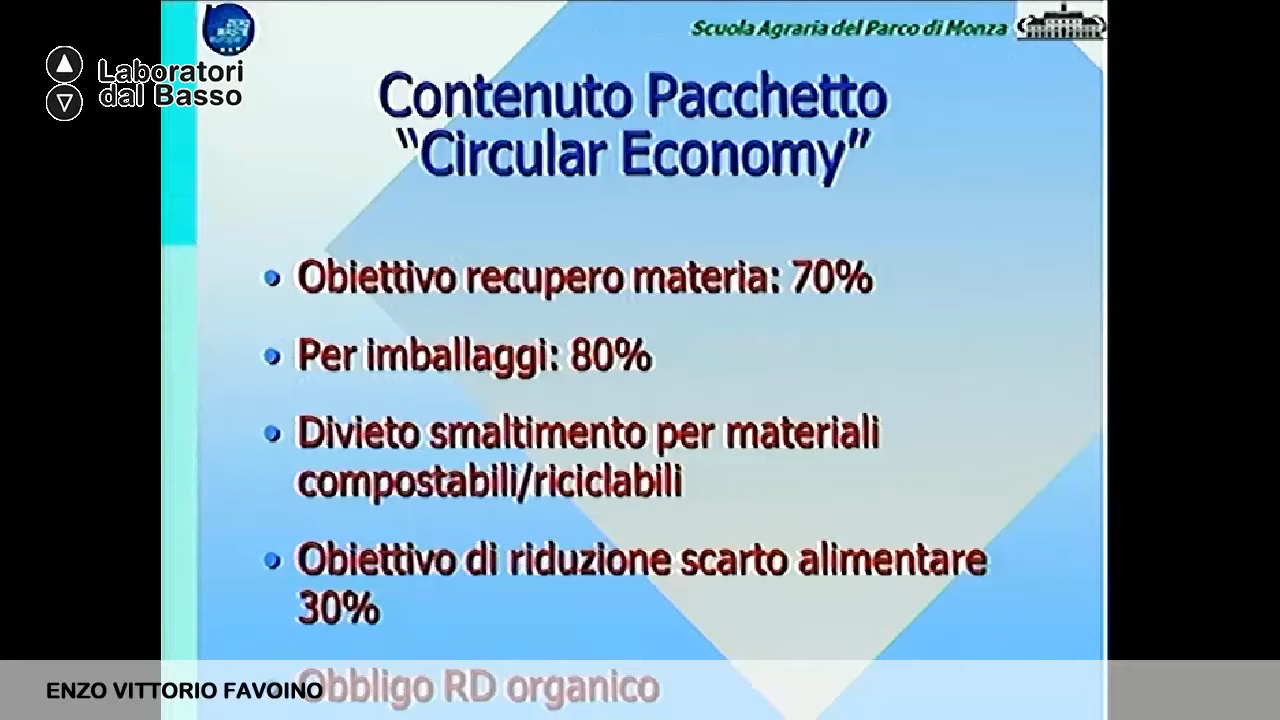 Scuola Agraria del Parco di Monza
Laboratori
dal Basso
Contenuto Pacchetto
“Circular Economy”
• Obiettivo recupero materia: 70%
• Per imballaggi: 80%
• Divieto smaltimento per materiali
compostabili/riciclabili
• Obiettivo di riduzione scarto alimentare
30%
• Obbligo RD organico
ENZO VITTORIO FAVOINO